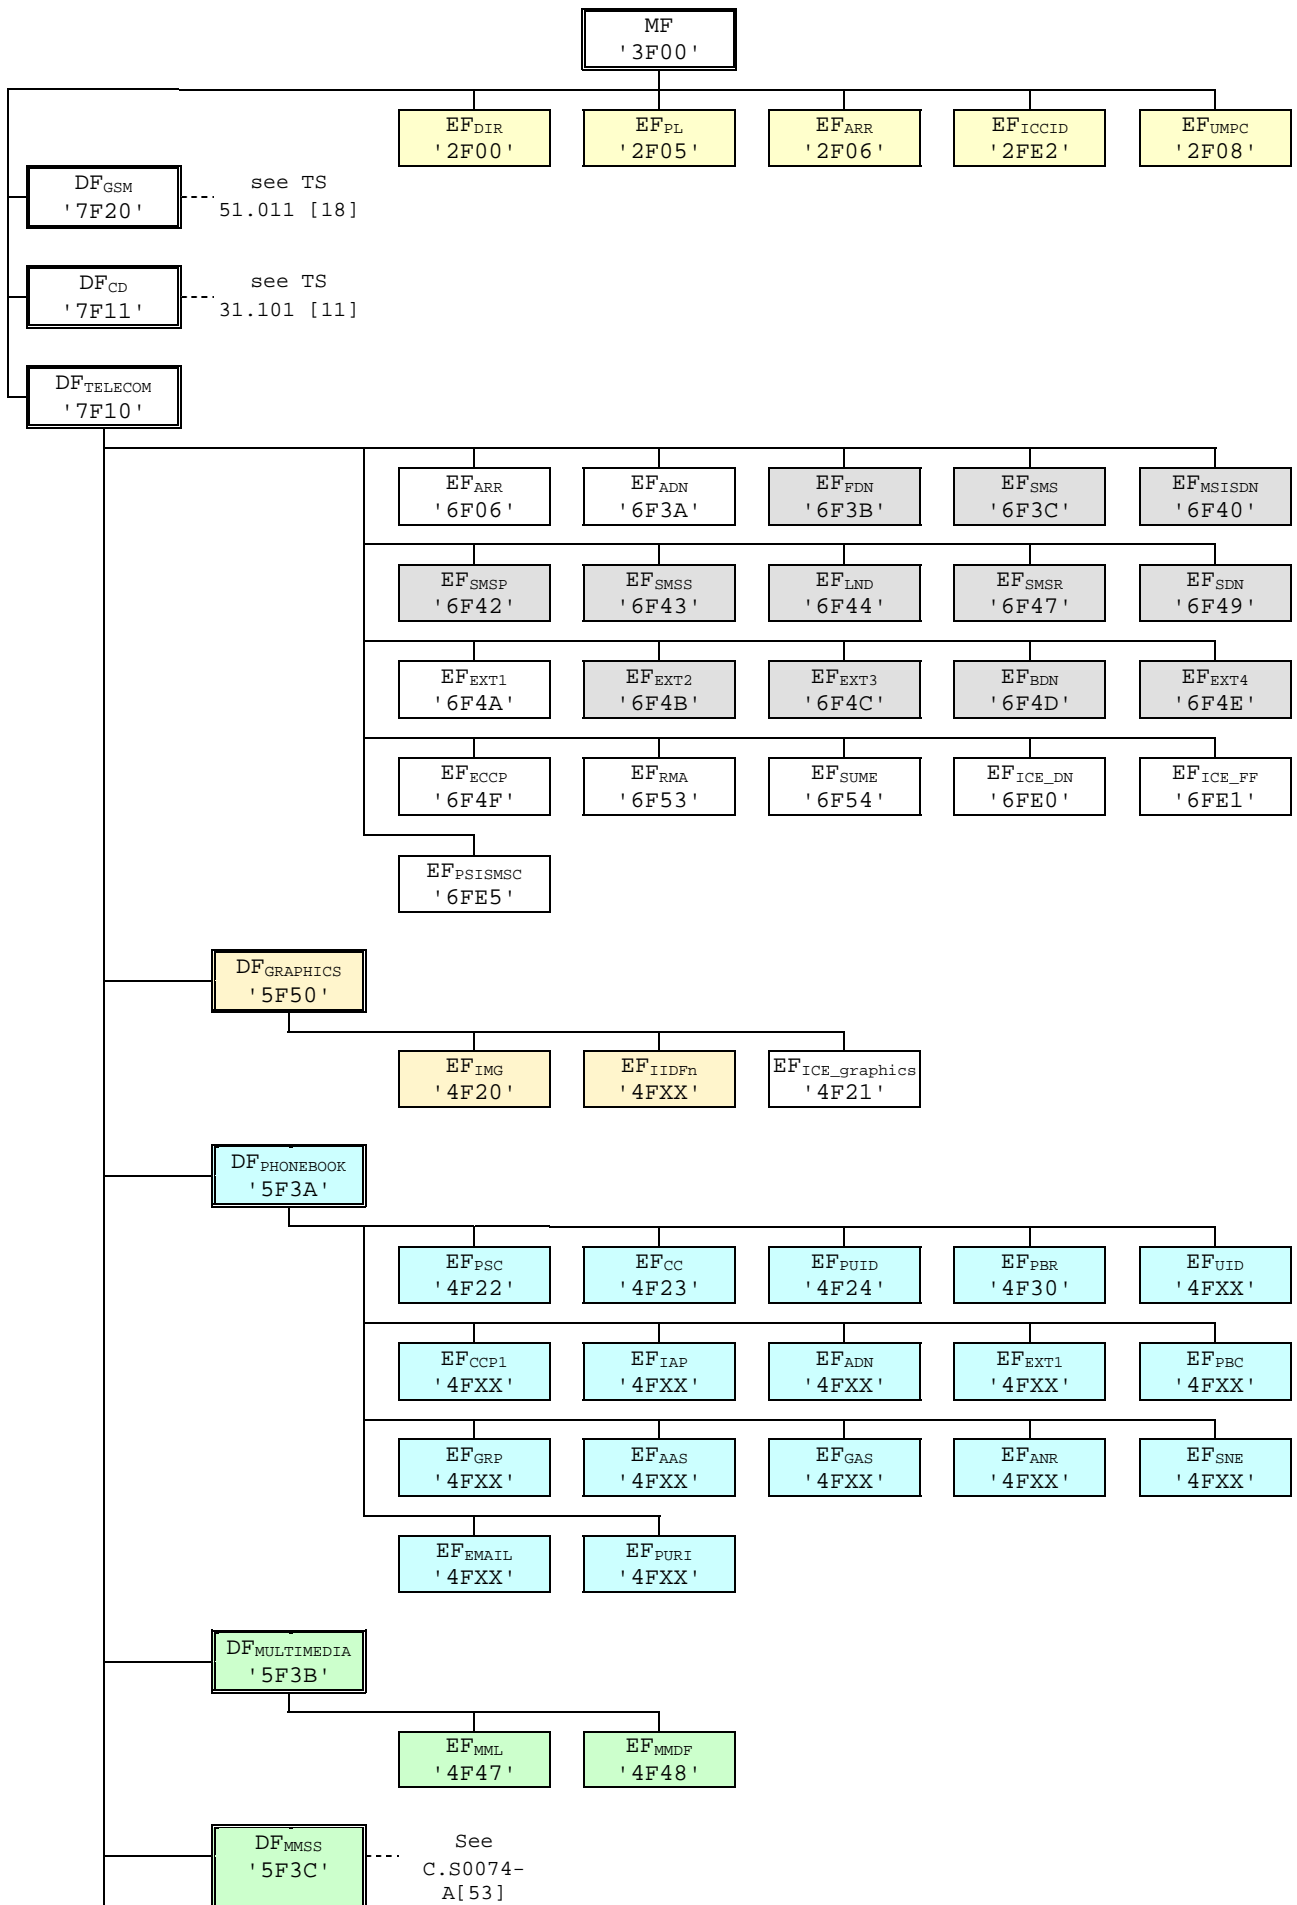 MF
'3F00'
EFDIR
'2F00'
EFPL
'2F05'
EFARR
'2F06'
EFICCID
'2FE2'
EFUMPC
'2F08'
DFGSM
'7F20'
see TS
51.011 [18]
DFCD
'7F11'
see TS
31.101 [11]
DFTELECOM
'7F10'
EFARR
'6F06'
EFADN
'6F3A'
EFFDN
'6F3B'
EFSMS
'6F3C'
EFMSISDN
'6F40'
EFSMSP
'6F42'
EFSMSS
'6F43'
EFLND
'6F44'
EFSMSR
'6F47'
EFSDN
'6F49'
EFEXT1
'6F4A'
EFEXT2
'6F4B'
EFEXT3
'6F4C'
EFBDN
'6F4D'
EFEXT4
'6F4E'
EFECCP
'6F4F'
EFRMA
'6F53'
EFSUME
'6F54'
EFICE_DN
'6FE0'
EFICE_FF
'6FE1'
EFPSISMSC
'6FE5'
DFGRAPHICS
'5F50'
EFIMG
'4F20'
EFIIDFn
'4FXX'
EFICE_graphics
'4F21'
DFPHONEBOOK
'5F3A'
EFPSC
'4F22'
EFCC
'4F23'
EFPUID
'4F24'
EFPBR
'4F30'
EFUID
'4FXX'
EFCCP1
'4FXX'
EFIAP
'4FXX'
EFADN
'4FXX'
EFEXT1
'4FXX'
EFPBC
'4FXX'
EFGRP
'4FXX'
EFAAS
'4FXX'
EFGAS
'4FXX'
EFANR
'4FXX'
EFSNE
'4FXX'
EFEMAIL
'4FXX'
EFPURI
'4FXX'
DFMULTIMEDIA
'5F3B'
EFMML
'4F47'
EFMMDF
'4F48'
DFMMSS
'5F3C'
See
C.S0074-
A[53]